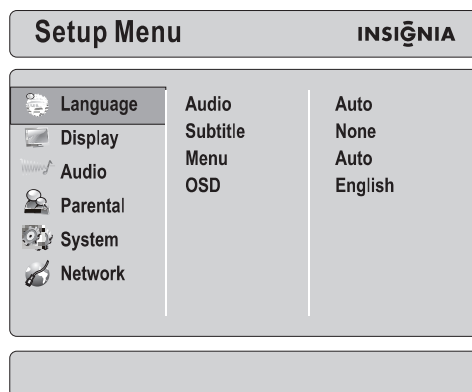 Setup Menu
INSIGNIA
Language
Display
Audio
Parental
System
Network
Audio Auto
Subtitle None
Menu Auto
OSD English